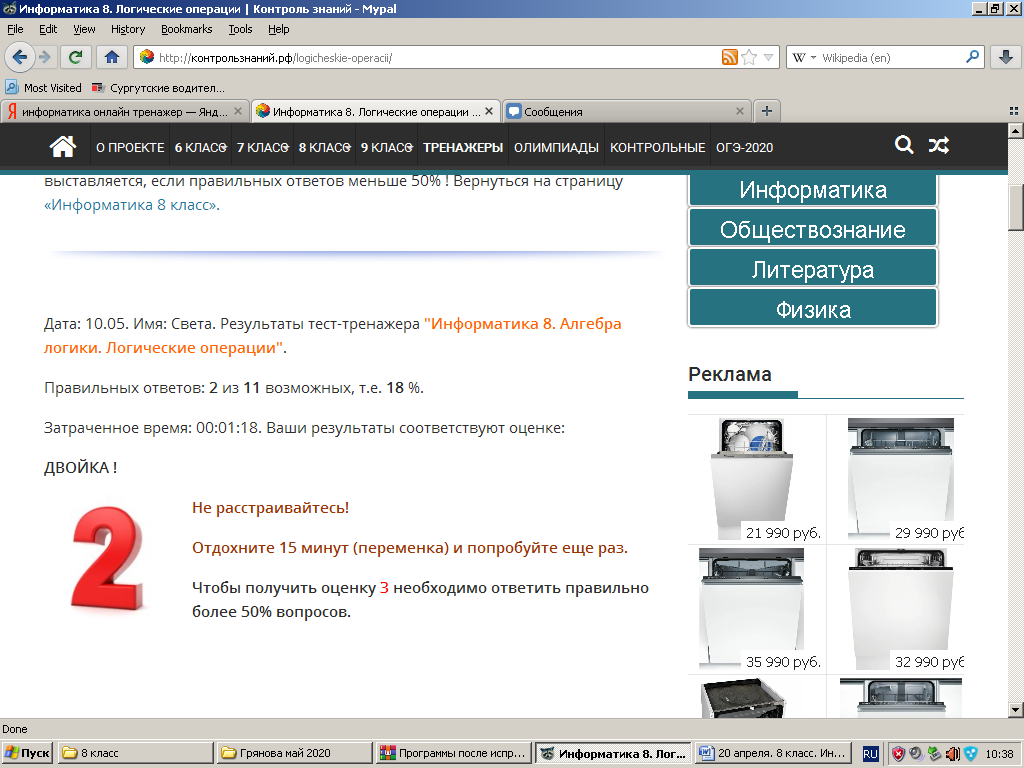 Информатика 8. Логические операции | Контроль знаний - Mypal
File Edit View History Bookmarks Tools Help
http://контрользнаний.рф/logicheskie-operacii/
W Wikipedia (en)
Most Visited Сургутские водител...
Я информатика онлайн тренажер — Янд...
Информатика 8. Логические операции ...
Сообщения
О ПРОЕКТЕ 6 КЛАСС 7 КЛАСС 8 КЛАСС 9 КЛАСС ТРЕНАЖЕРЫ ОЛИМПИАДЫ КОНТРОЛЬНЫЕ ОГЭ-2020
выставляется, если правильных ответов меньше 50% ! Вернуться на страницу
«Информатика 8 класс».
Дата: 10.05. Имя: Света. Результаты тест-тренажера "Информатика 8. Алгебра
логики. Логические операции".
Правильных ответов: 2 из 11 возможных, т.е. 18 %.
Затраченное время: 00:01:18. Ваши результаты соответствуют оценке:
ДВОЙКА !
2
Не расстраивайтесь!
Отдохните 15 минут (переменка) и попробуйте еще раз.
Чтобы получить оценку 3 необходимо ответить правильно
более 50% вопросов.
Информатика
Обществознание
Литература
Физика
Реклама
21 990 руб.
29 990 руб
35 990 руб.
32 990 руб
Done
Пуск
8 класс
Грянова май 2020
Программы после испр...
Информатика 8. Лог...
20 апреля. 8 класс. Ин...
RU
10:38